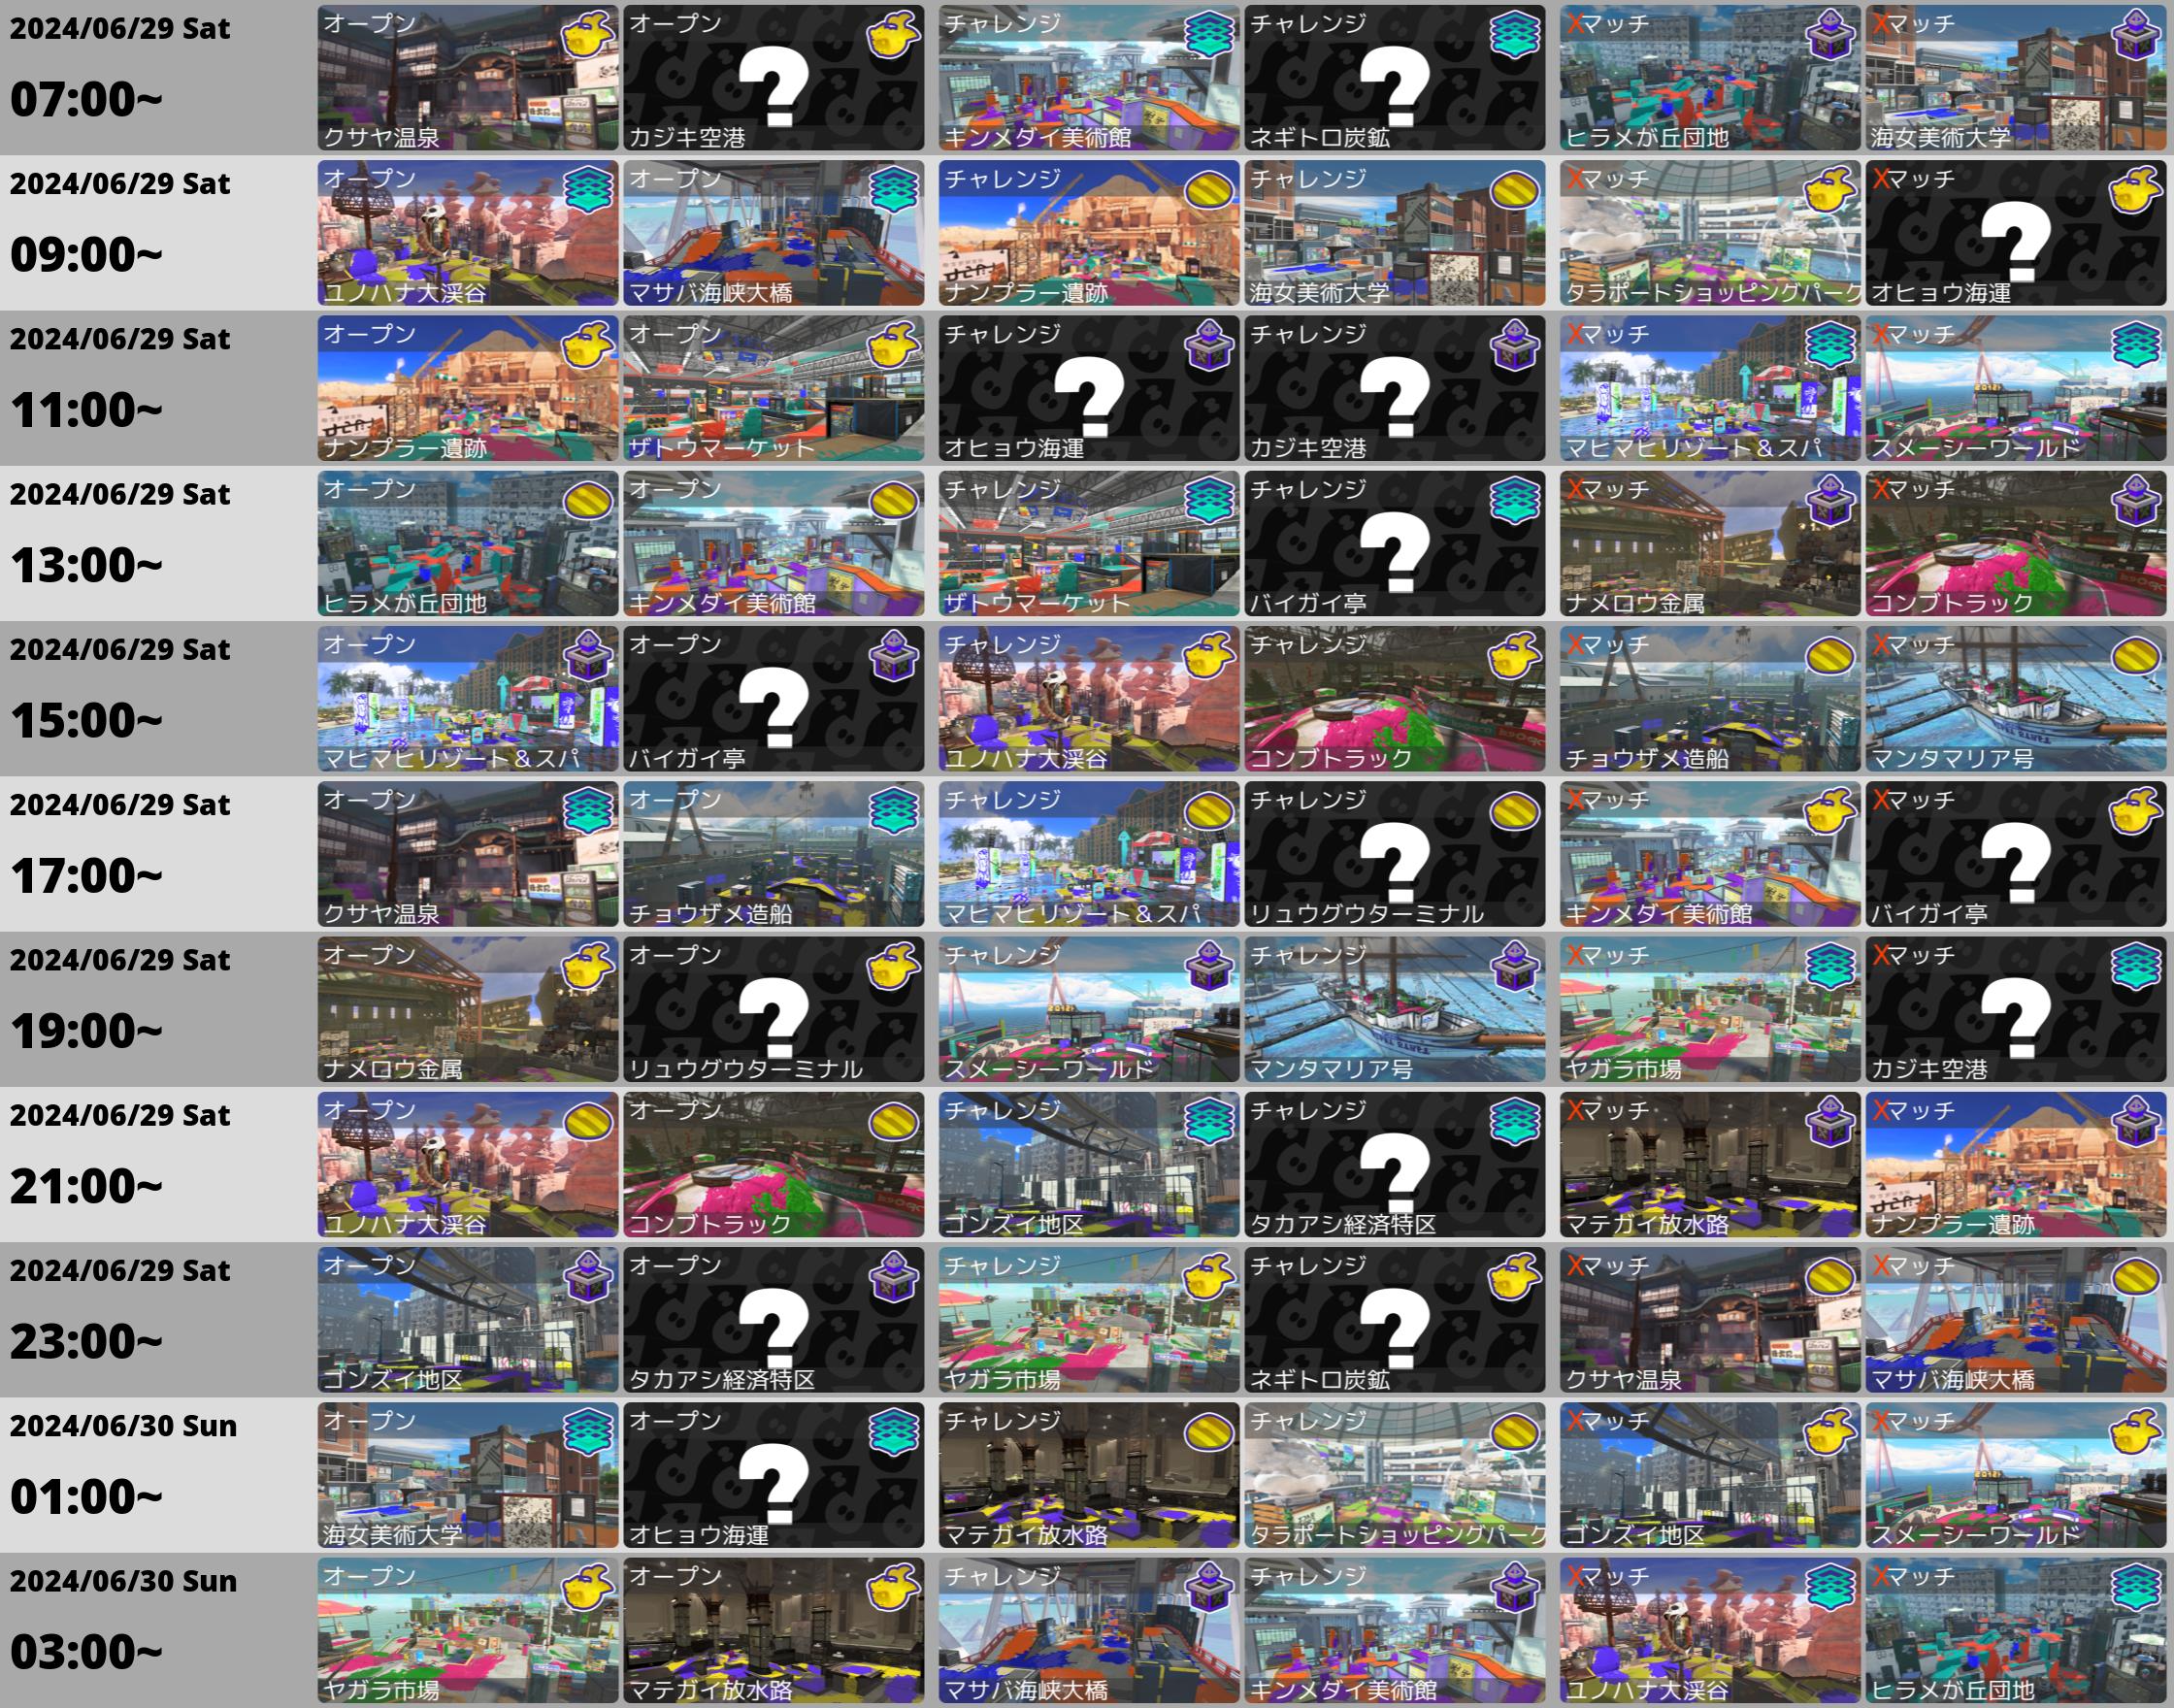 2024/06/29 Sat
07:00~
オープン
クサヤ温泉
オープン
カジキ空港
チャレンジ
キンメダイ美術館
チャレンジ
ネギトロ炭鉱
Xマッチ
ヒラメが丘団地
Xマッチ
海女美術大学
2024/06/29 Sat
09:00~
オープン
ユノハナ大渓谷
オープン
マサバ海峡大橋
チャレンジ
ナンプラー遺跡
チャレンジ
海女美術大学
Xマッチ
タラポートショッピングパーク
Xマッチ
オヒョウ海運
2024/06/29 Sat
11:00~
オープン
ナンプラー遺跡
オープン
ザトウマーケット
チャレンジ
オヒョウ海運
チャレンジ
カジキ空港
Xマッチ
マヒマヒリゾート＆スパ
Xマッチ
スメーシーワールド
2024/06/29 Sat
13:00~
オープン
ヒラメが丘団地
オープン
キンメダイ美術館
チャレンジ
ザトウマーケット
チャレンジ
バイガイ亭
Xマッチ
ナメロウ金属
Xマッチ
コンブトラック
2024/06/29 Sat
15:00~
オープン
マヒマヒリゾート＆スパ
オープン
バイガイ亭
チャレンジ
ユノハナ大渓谷
チャレンジ
コンブトラック
Xマッチ
チョウザメ造船
Xマッチ
マンタマリア号
2024/06/29 Sat
17:00~
オープン
クサヤ温泉
オープン
チョウザメ造船
チャレンジ
マヒマヒリゾート＆スパ
チャレンジ
リュウグウターミナル
Xマッチ
キンメダイ美術館
Xマッチ
バイガイ亭
2024/06/29 Sat
19:00~
オープン
ナメロウ金属
オープン
リュウグウターミナル
チャレンジ
スメーシーワールド
チャレンジ
マンタマリア号
Xマッチ
ヤガラ市場
Xマッチ
カジキ空港
2024/06/29 Sat
21:00~
オープン
ユノハナ大渓谷
オープン
コンブトラック
チャレンジ
ゴンズイ地区
チャレンジ
タカアシ経済特区
Xマッチ
マテガイ放水路
Xマッチ
ナンプラー遺跡
2024/06/29 Sat
23:00~
オープン
ゴンズイ地区
オープン
タカアシ経済特区
チャレンジ
ヤガラ市場
チャレンジ
ネギトロ炭鉱
Xマッチ
クサヤ温泉
Xマッチ
マサバ海峡大橋
2024/06/30 Sun
01:00~
オープン
海女美術大学
オープン
オヒョウ海運
チャレンジ
マテガイ放水路
チャレンジ
タラポートショッピングパーク
Xマッチ
ゴンズイ地区
Xマッチ
スメーシーワールド
2024/06/30 Sun
03:00~
オープン
ヤガラ市場
オープン
マテガイ放水路
チャレンジ
マサバ海峡大橋
チャレンジ
キンメダイ美術館
Xマッチ
ユノハナ大渓谷
Xマッチ
ヒラメが丘団地